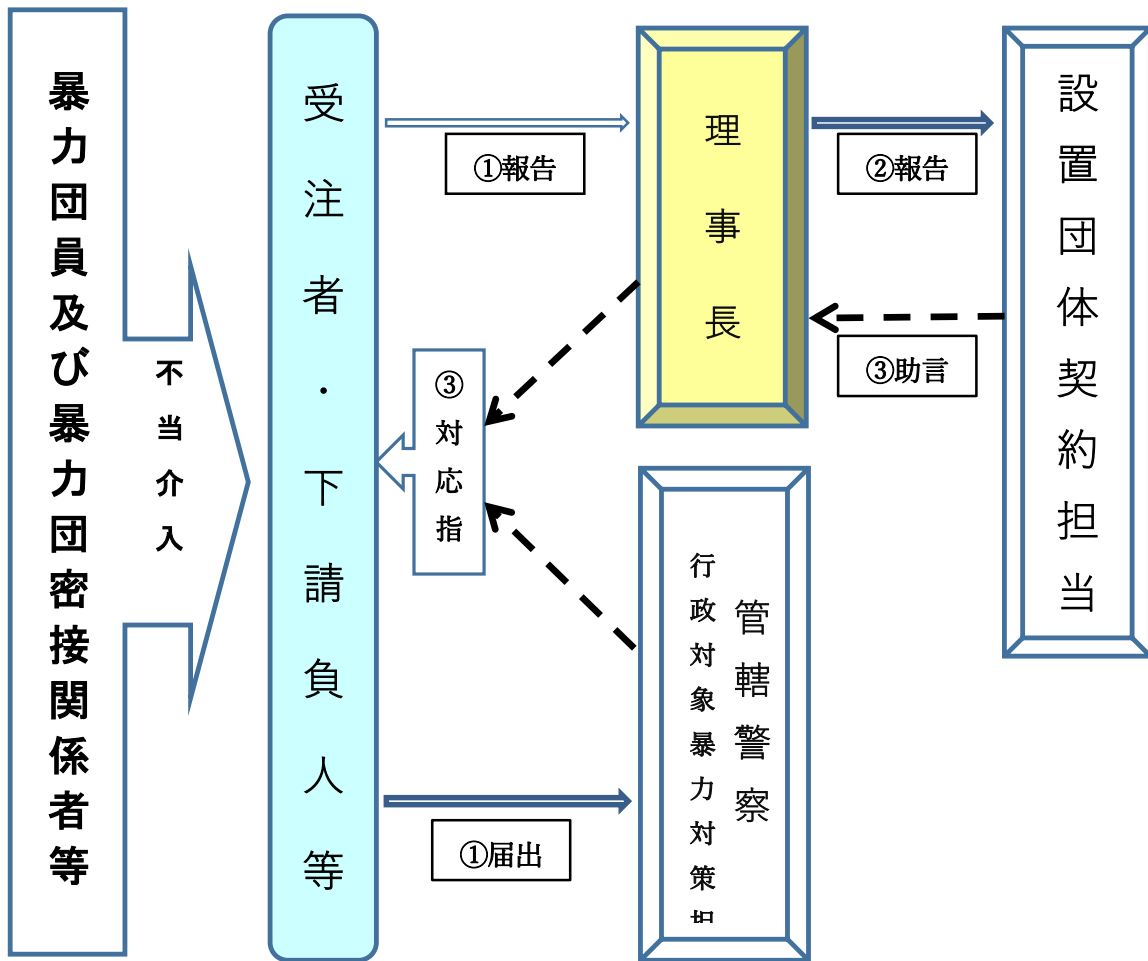 暴力団員及び暴力団密接関係者等
不当介入
受注者・下請負人等
①報告
理事長
②報告
設置団体契約担当
③助言
③対応指
管轄警察
行政対象暴力対策
①届出